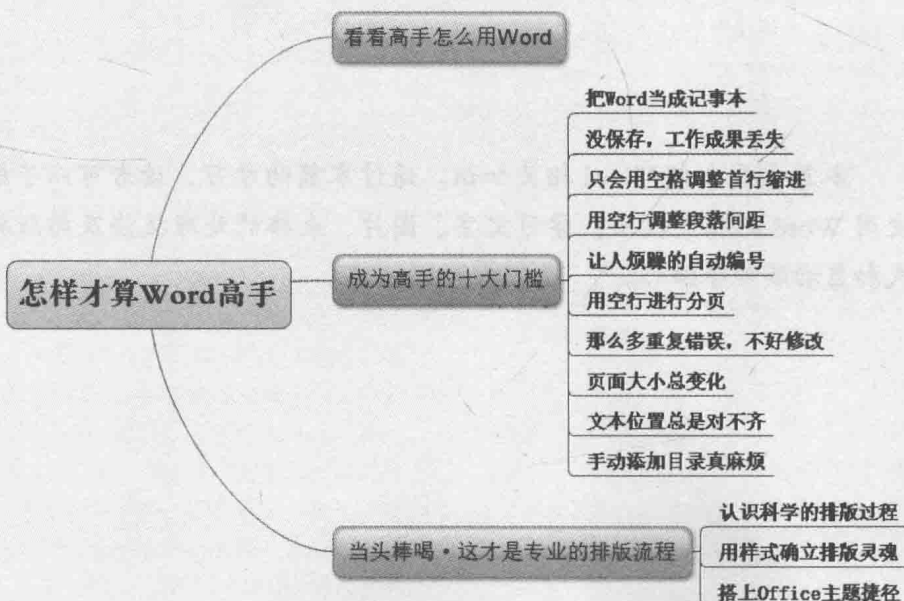 看看高手怎么用Word
把Word当成记事本
没保存，工作成果丢失
只会用空格调整首行缩进
用空行调整段落间距
让人烦躁的自动编号
怎样才算Word高手
成为高手的十大门槛
用空行进行分页
那么多重复错误，不好修改
页面大小总变化
文本位置总是对不齐
手动添加目录真麻烦
当头棒喝·这才是专业的排版流程
认识科学的排版过程
用样式确立排版灵魂
搭上Office主题捷径